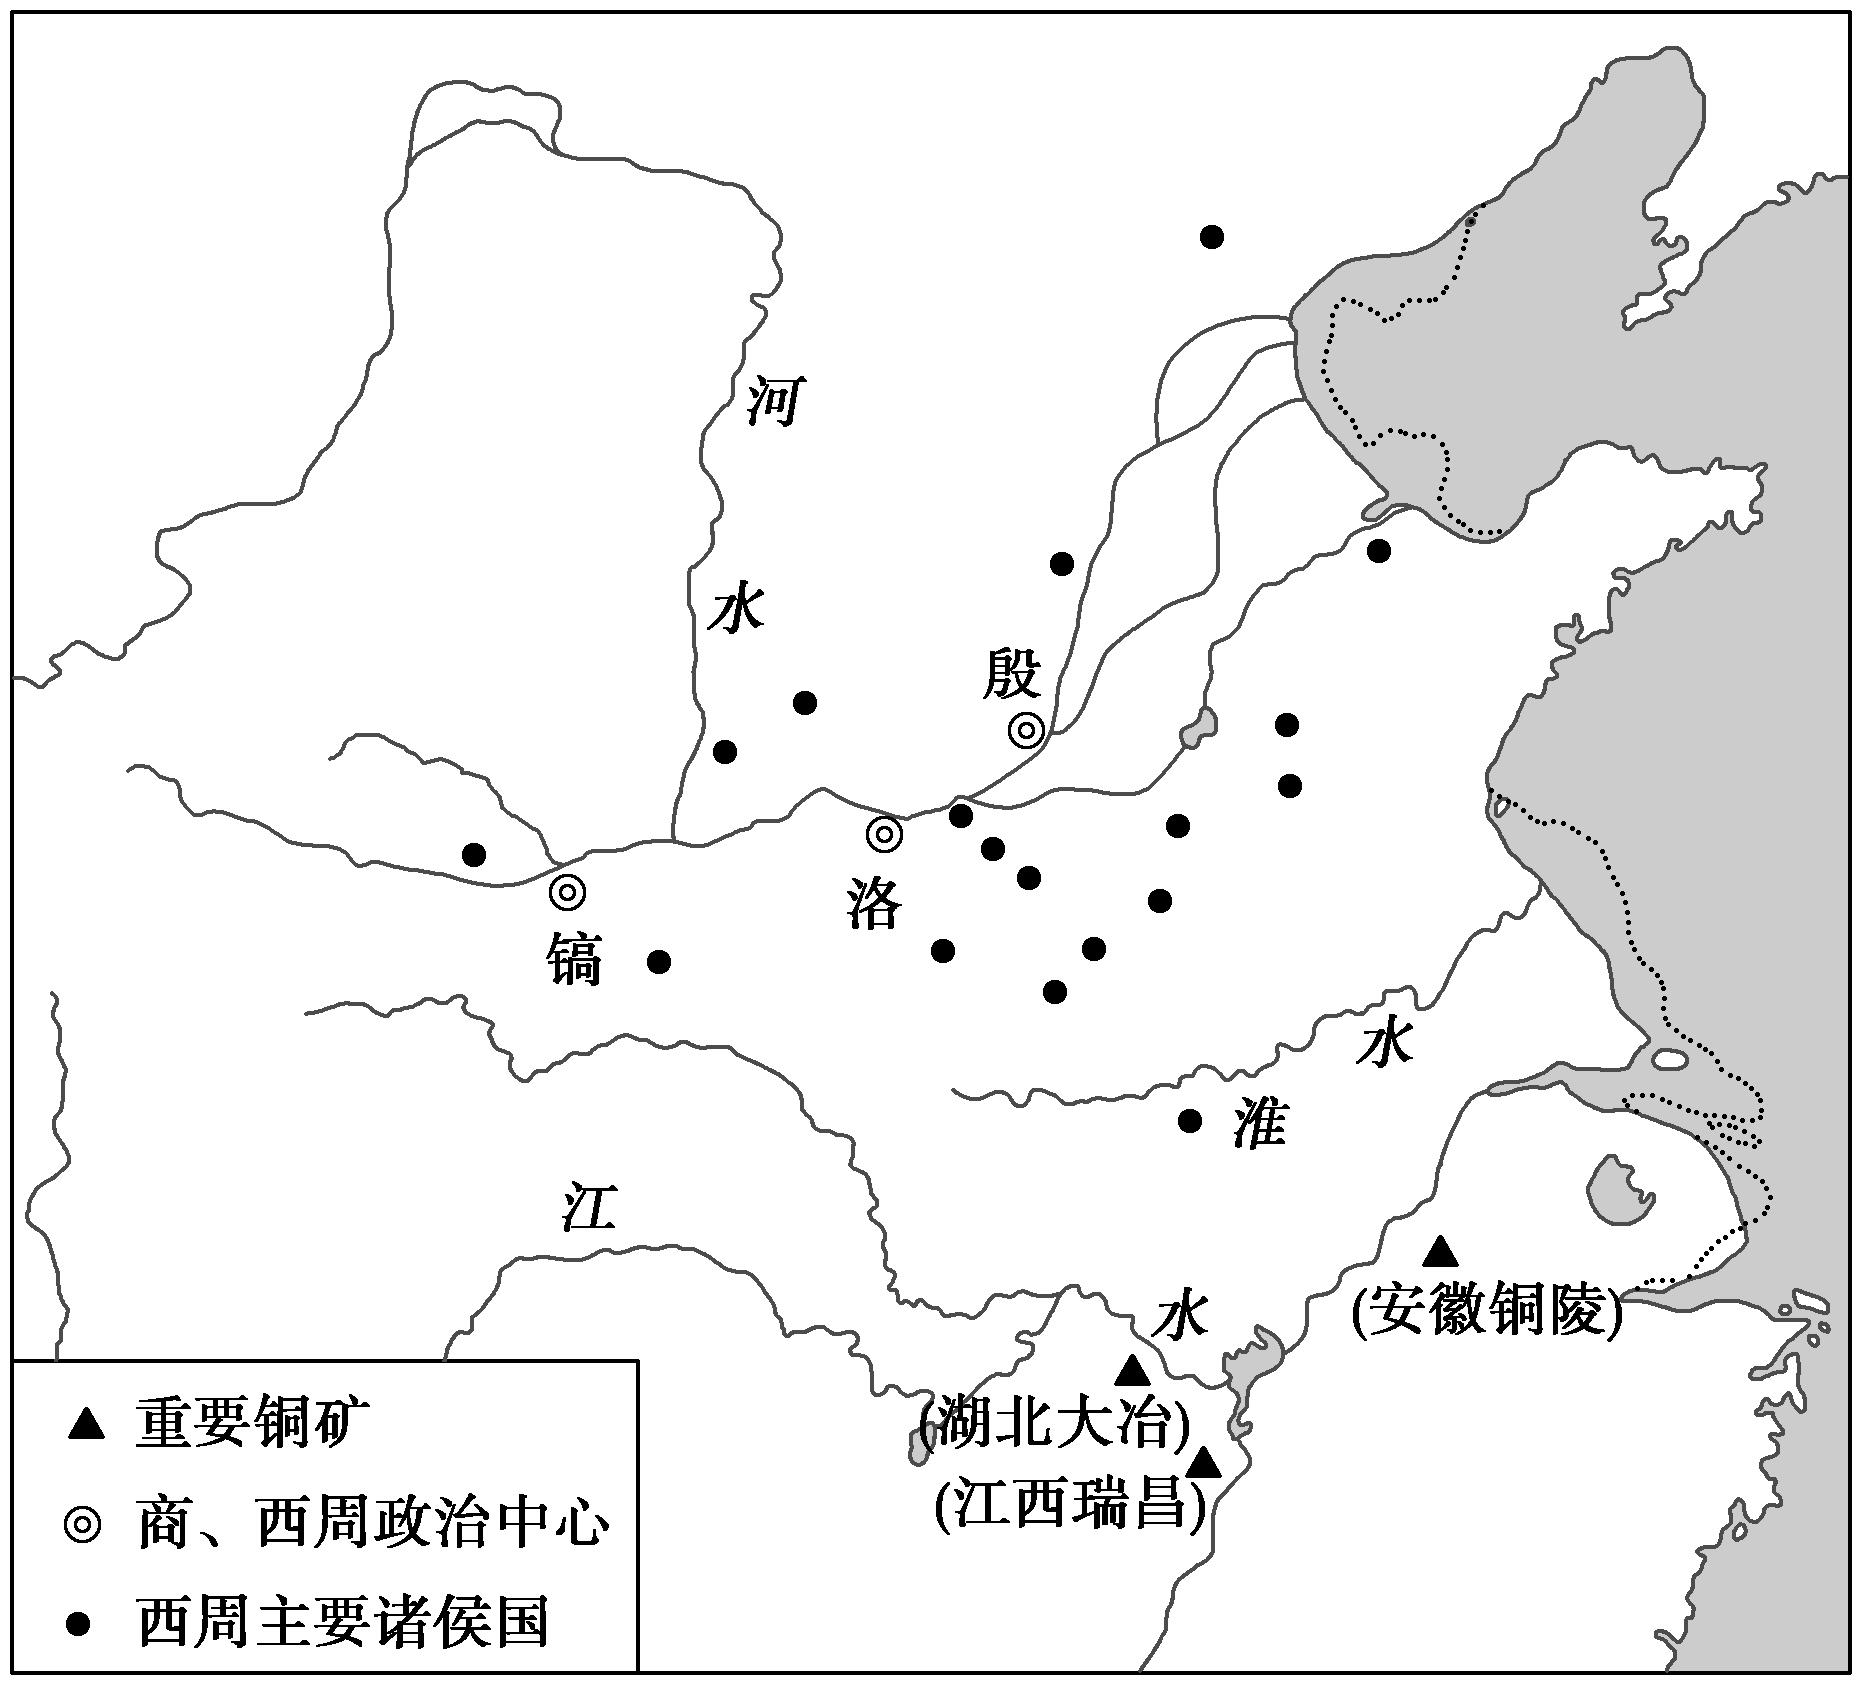 河
水
殷
洛
镐
水
淮
江
水
(安徽铜陵)
(湖北大冶)
(江西瑞昌)
重要铜矿
商、西周政治中心
西周主要诸侯国